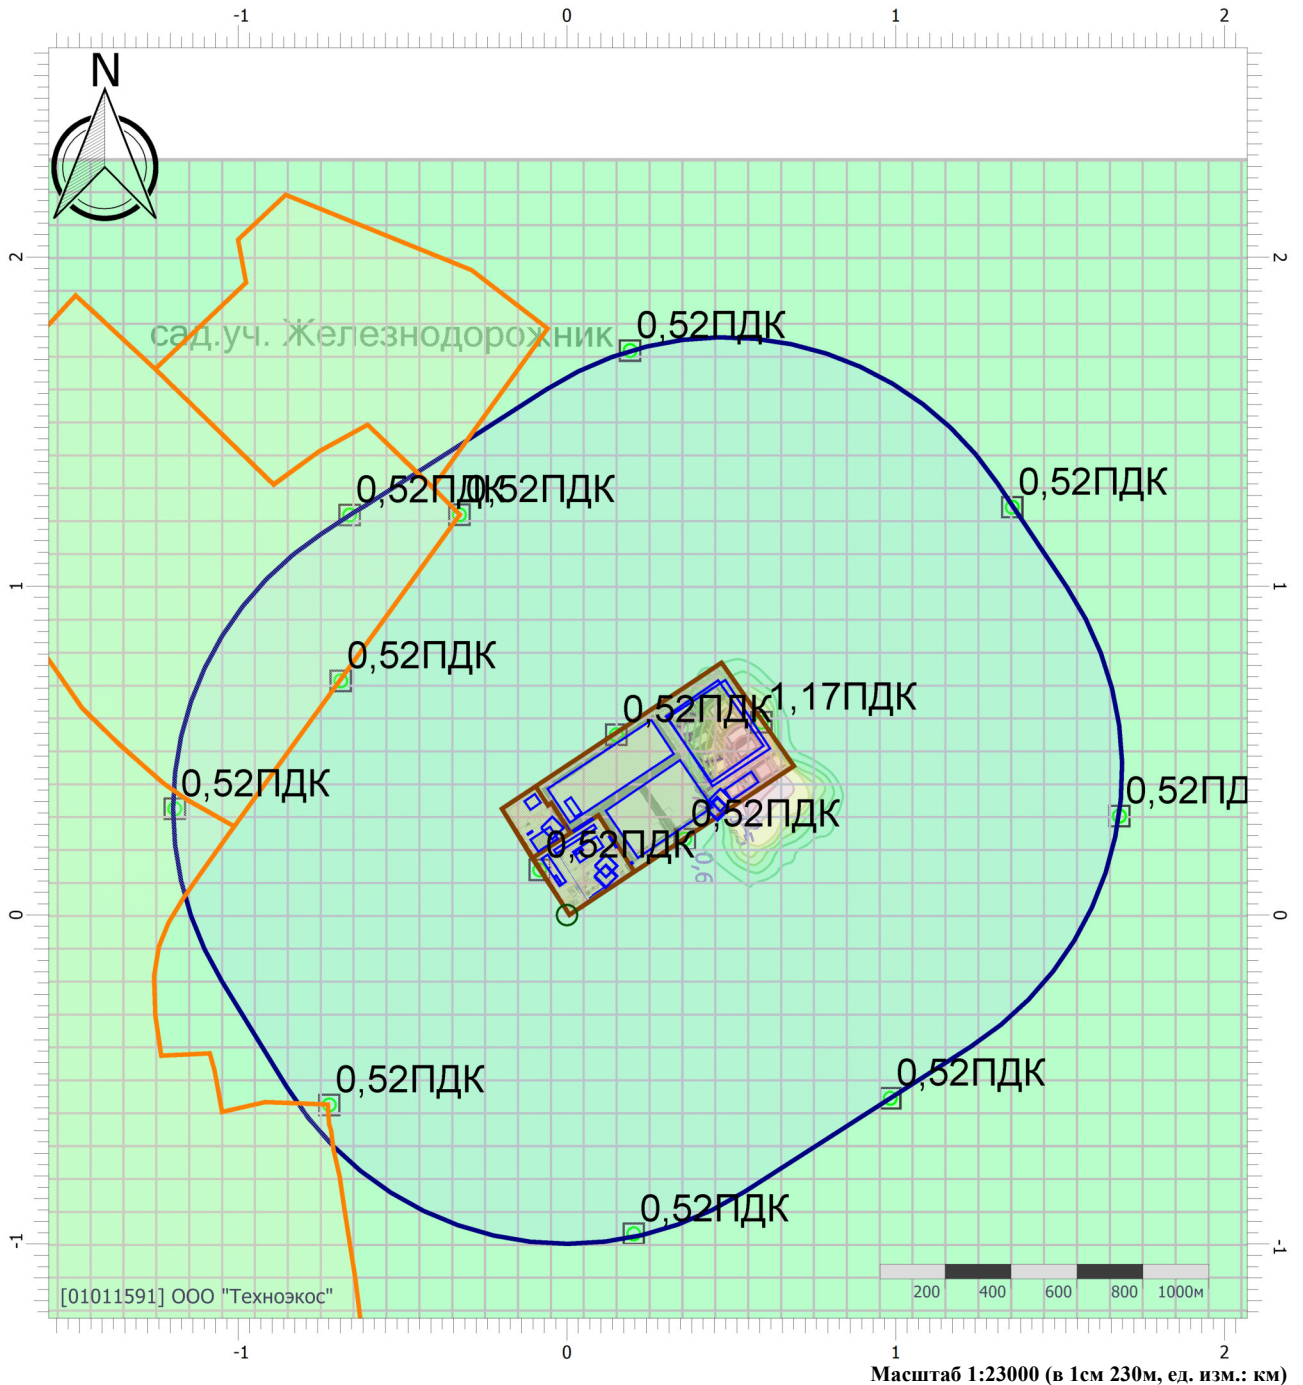 -1 0 1 2
N
2 2
сад.уч. Железнодорожник
0,52ПДК
0,52ПДК
0,52ПДК
0,52ПДК
1 1
0,52ПДК
1,17ПДК
0,52ПДК
0,52ПДК
0,52ПД
0,52ПДК
0,52ПДК
0,6
0 0
0,52ПДК
0,52ПДК
0,52ПДК
-1 -1
200 400 600 800 1000м
[01011591] ООО "Техноэкос"
-1 0 1 2
Масштаб 1:23000 (в 1см 230м, ед. изм.: км)